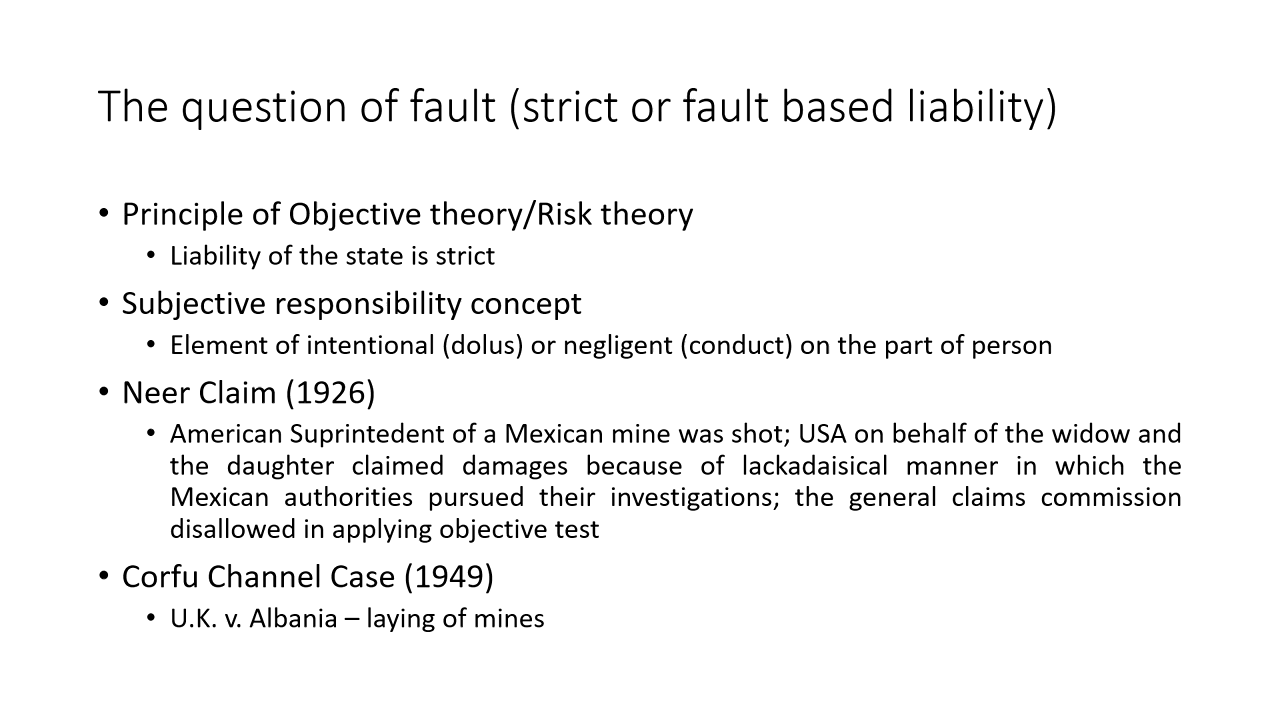 The question of fault (strict or fault based liability)
• Principle of Objective theory/Risk theory
• Liability of the state is strict
• Subjective responsibility concept
• Element of intentional (dolus) or negligent (conduct) on the part of person
• Neer Claim (1926)
• American Suprintedent of a Mexican mine was shot; USA on behalf of the widow and
the daughter claimed damages because of lackadaisical manner in which the
Mexican authorities pursued their investigations; the general claims commission
disallowed in applying objective test
• Corfu Channel Case (1949)
• U.K. v. Albania – laying of mines